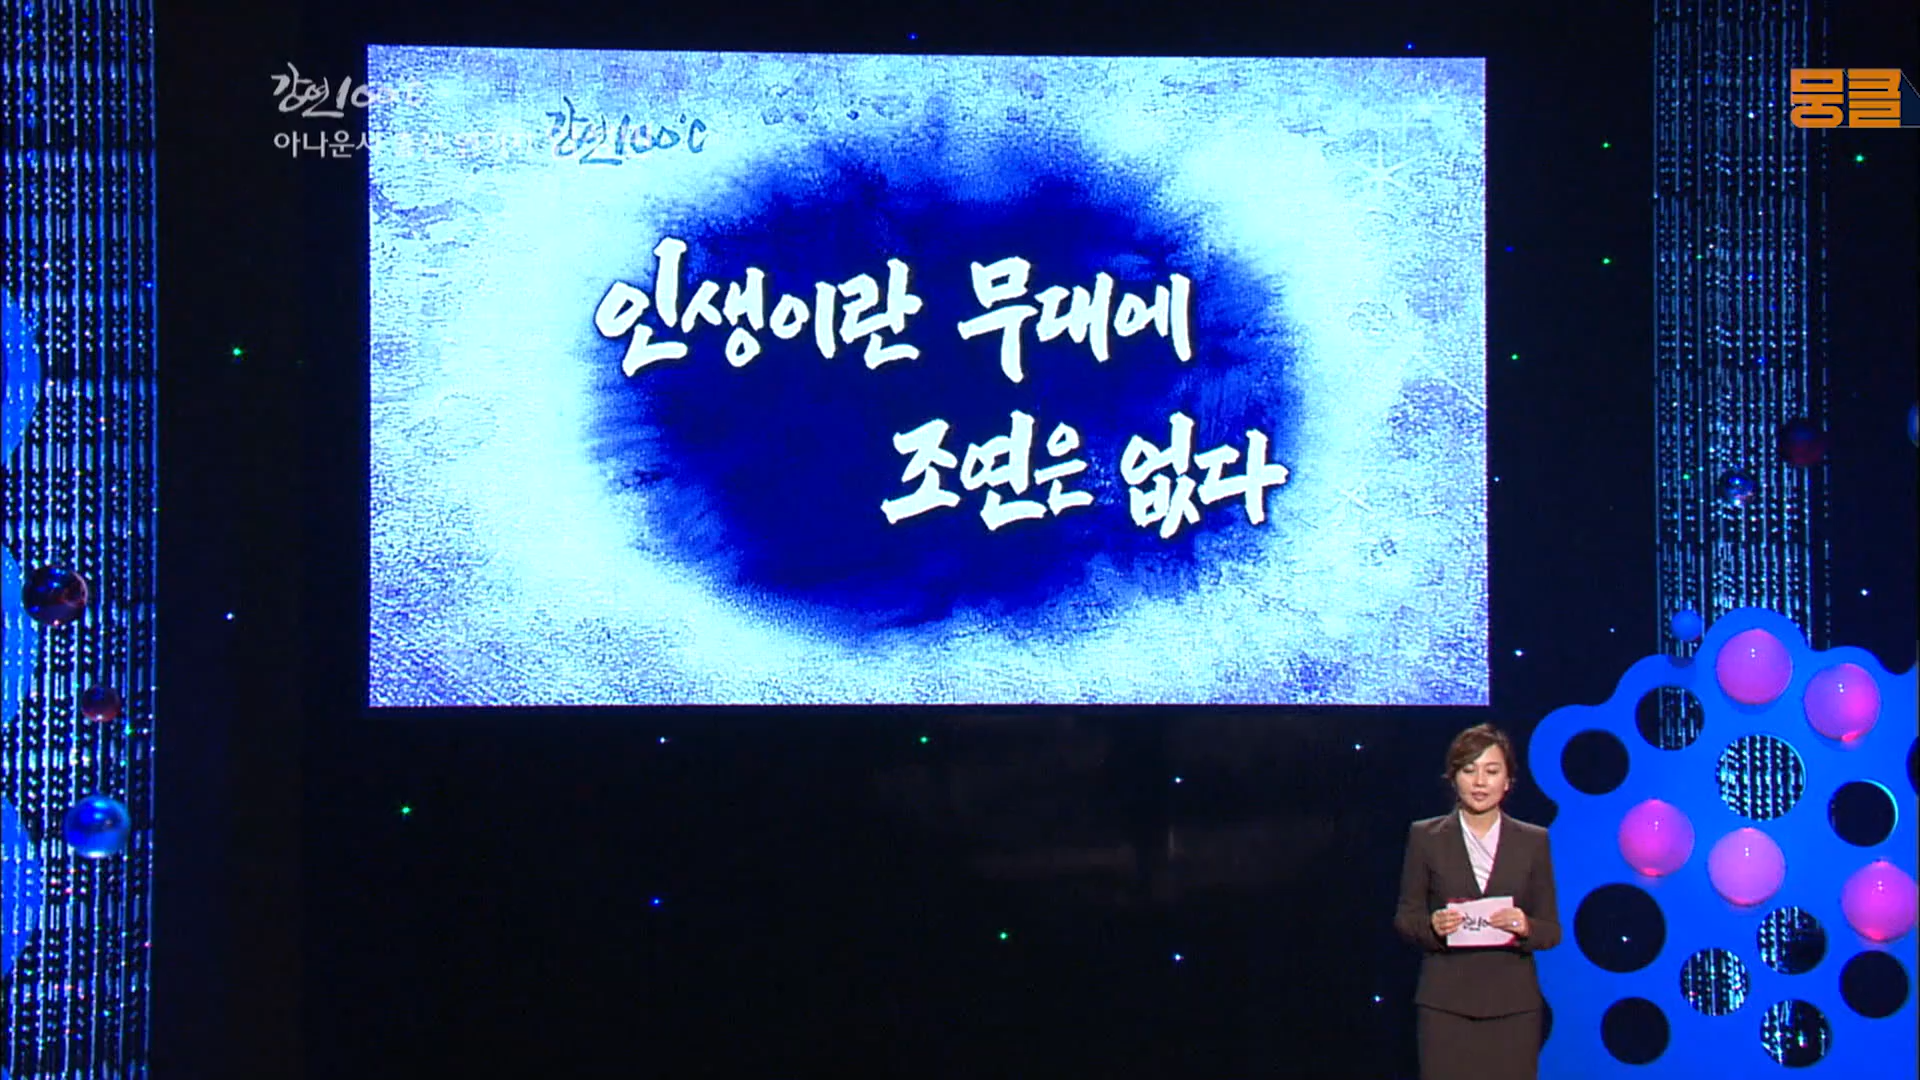 강연100℃
뭉클
아나운서
강연100℃
인생이란 무대에
조연은 없다